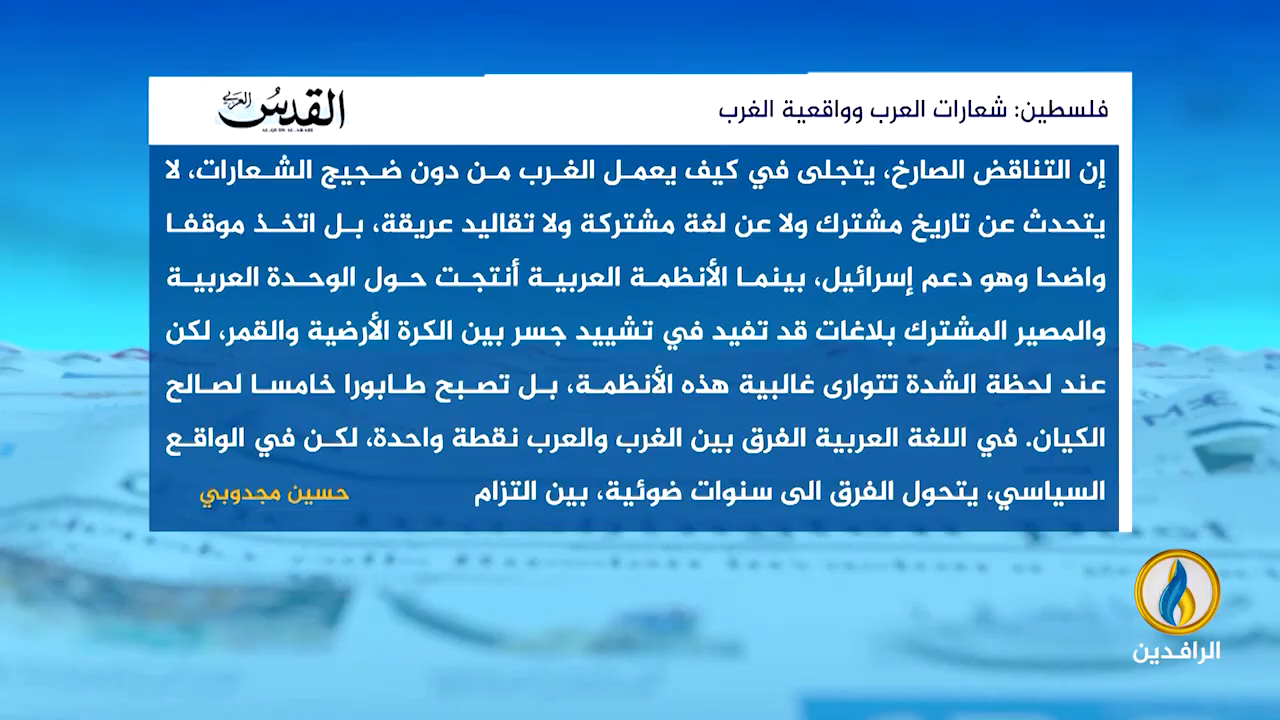 فلسطين: شعارات العرب وواقعية الغرب
القدس العربي
AL-QUDS AL-ARABI
إن التناقض الصارخ، يتجلى في كيف يعمل الغرب من دون ضجيج الشعارات، لا
يتحدث عن تاريخ مشترك ولا عن لغة مشتركة ولا تقاليد عريقة، بل اتخذ موقفا
واضحا وهو دعم إسرائيل، بينما الأنظمة العربية أنتجت حول الوحدة العربية
والمصير المشترك بلاغات قد تفيد في تشييد جسر بين الكرة الأرضية والقمر، لكن
عند لحظة الشدة تتوارى غالبية هذه الأنظمة، بل تصبح طابورا خامسا لصالح
الكيان. في اللغة العربية الفرق بين الغرب والعرب نقطة واحدة، لكن في الواقع
السياسي، يتحول الفرق الى سنوات ضوئية، بين التزام
حسين مجدوبي
الرافدين